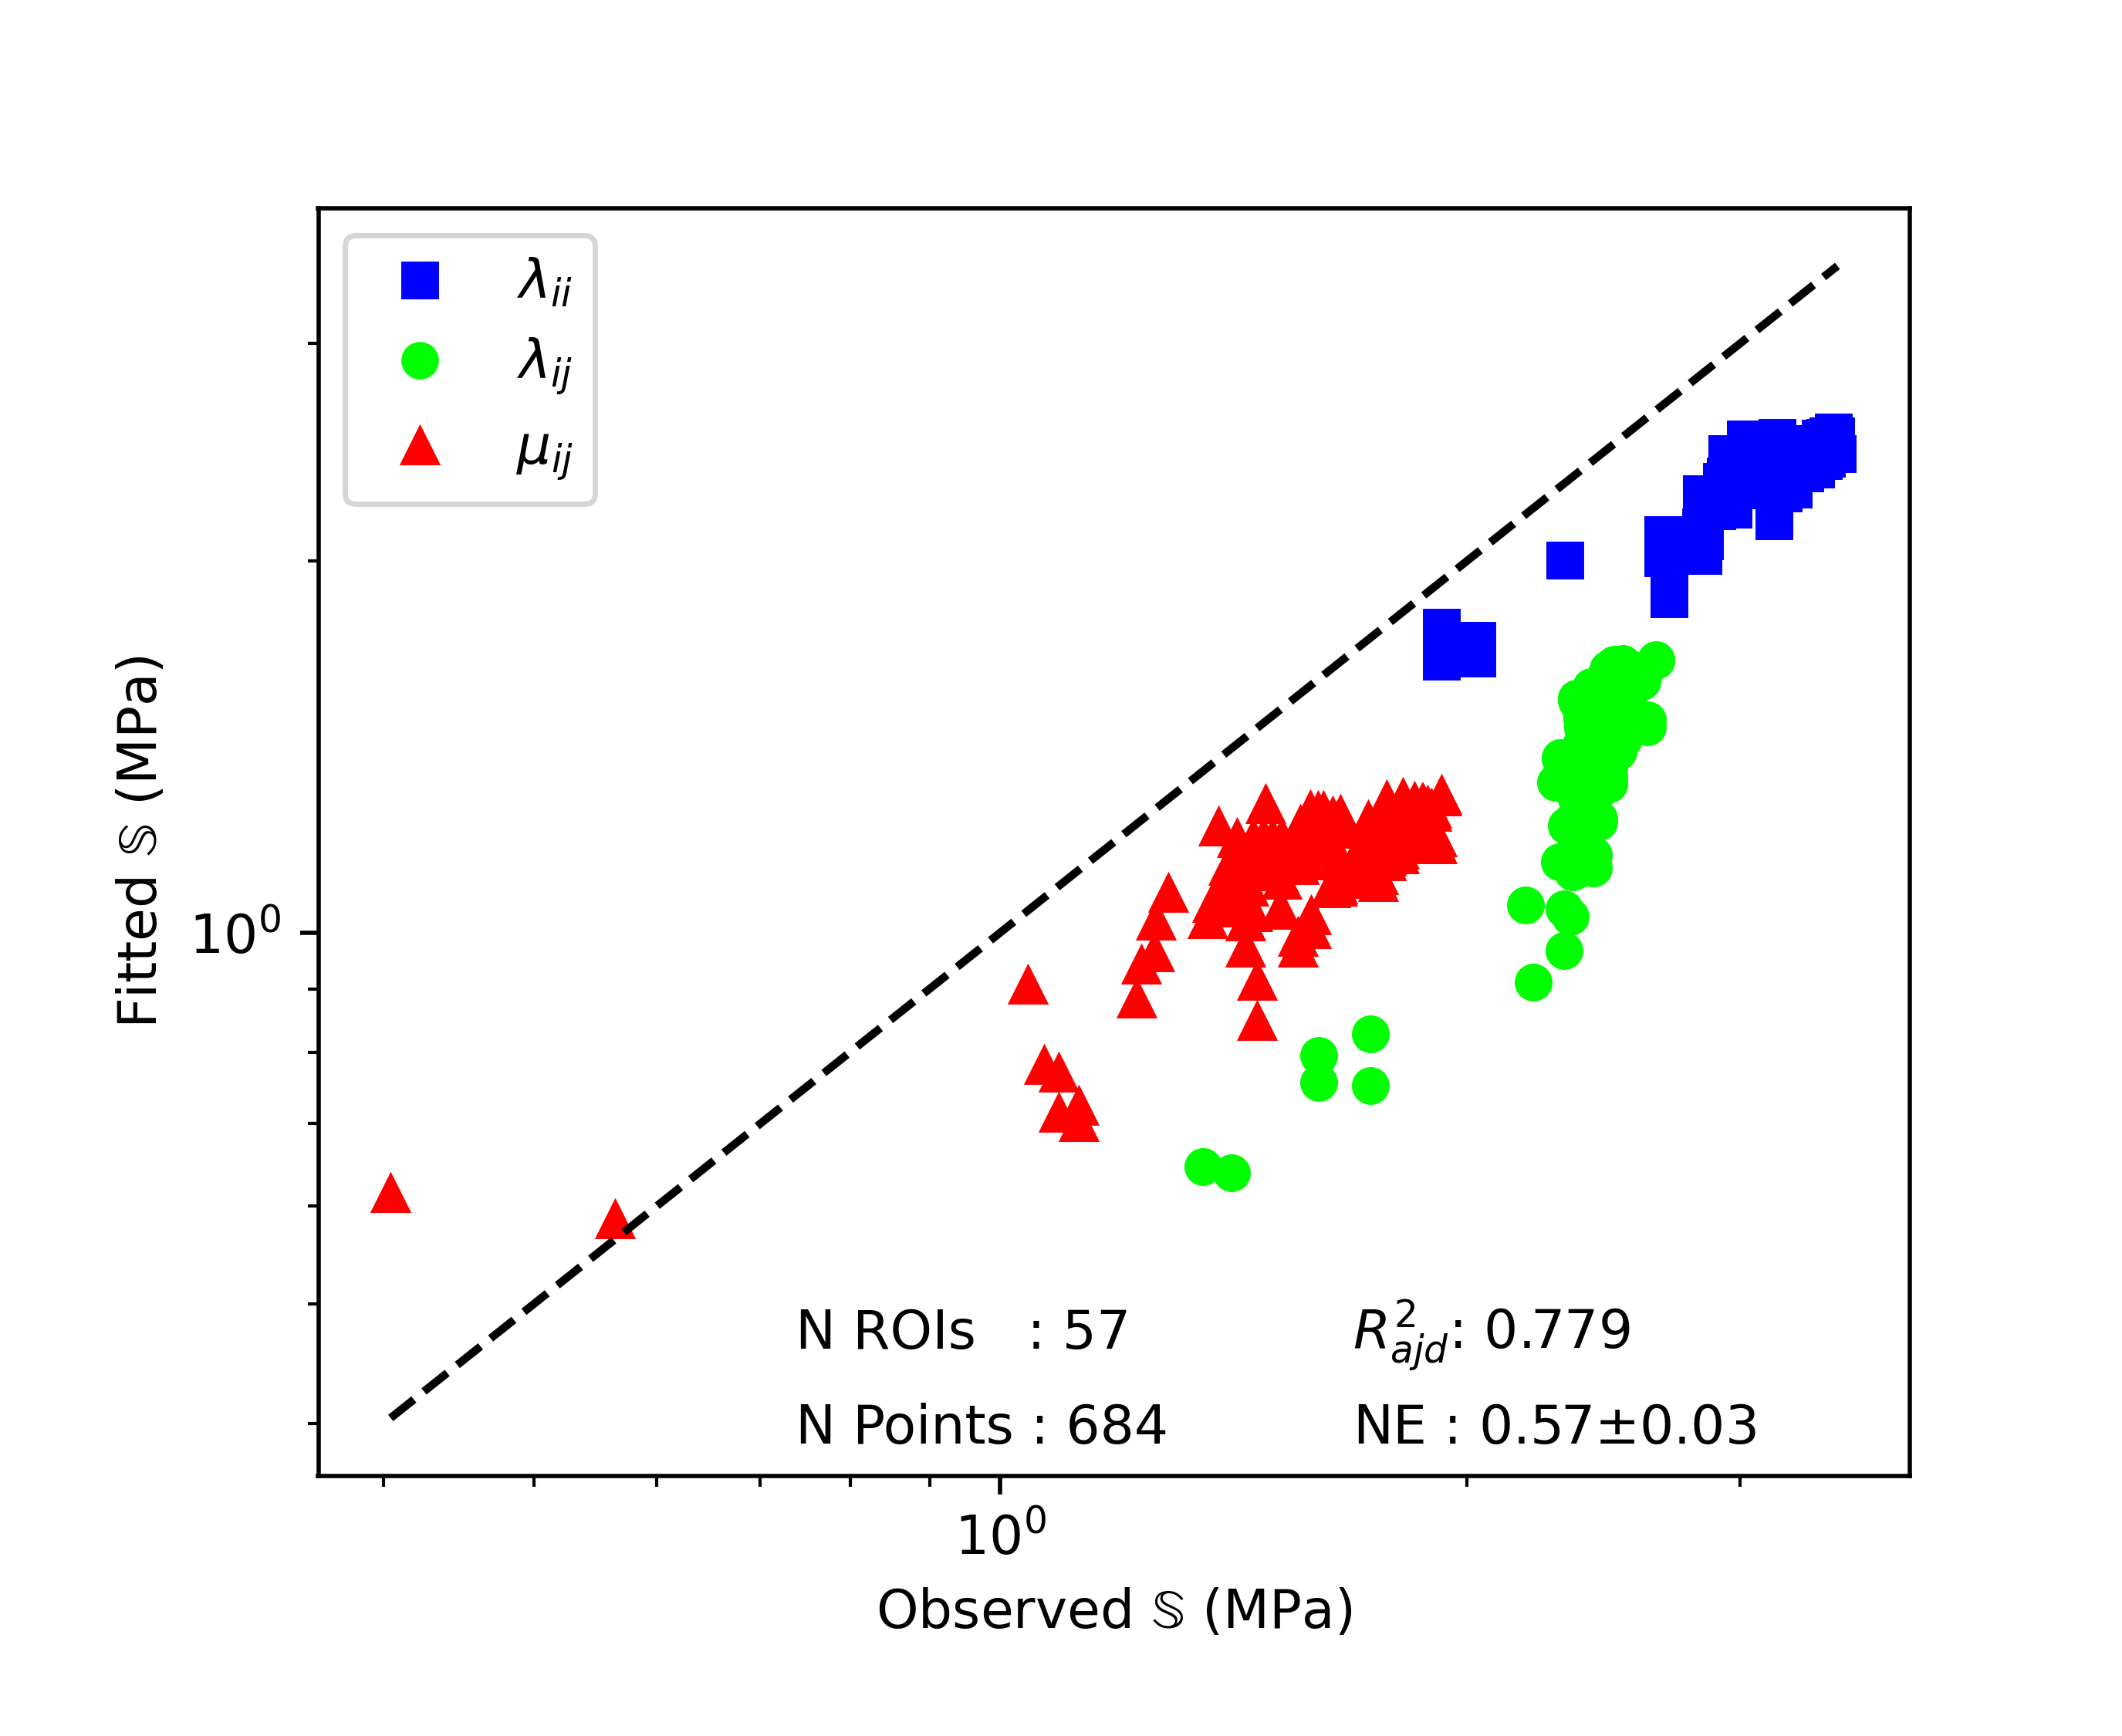 λii
λij
μij
Fitted 𝕊 (MPa)
10⁰
N ROIs : 57
R²ajd: 0.779
N Points : 684
NE : 0.57±0.03
10⁰
Observed 𝕊 (MPa)